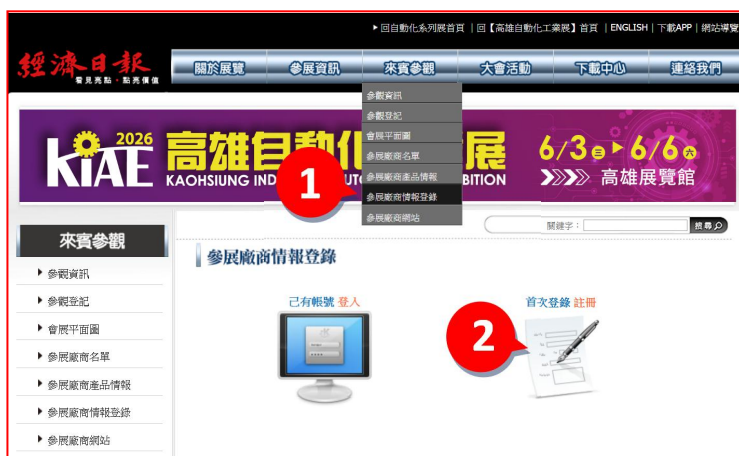 ▶ 回自動化系列展首頁 | 回【高雄自動化工業展】首頁 | ENGLISH | 下載APP | 網站導覽
經濟日報
看見亮點·點亮價值
關於展覽 參展資訊 來賓參觀 大會活動 下載中心 連絡我們
參觀資訊
參觀登記
會展平面圖
參展廠商名單
參展廠商產品情報
參展廠商情報登錄
參展廠商網站
KIAE 2026
高雄自動化 展
KAOHSIUNG IND BITION
6/3 三 ▶ 6/6 六
高雄展覽館
1
關鍵字:
搜尋
來賓參觀
參觀資訊
參觀登記
會展平面圖
參展廠商名單
參展廠商產品情報
參展廠商情報登錄
參展廠商網站
參展廠商情報登錄
已有帳號 登入
首次登錄 註冊
2